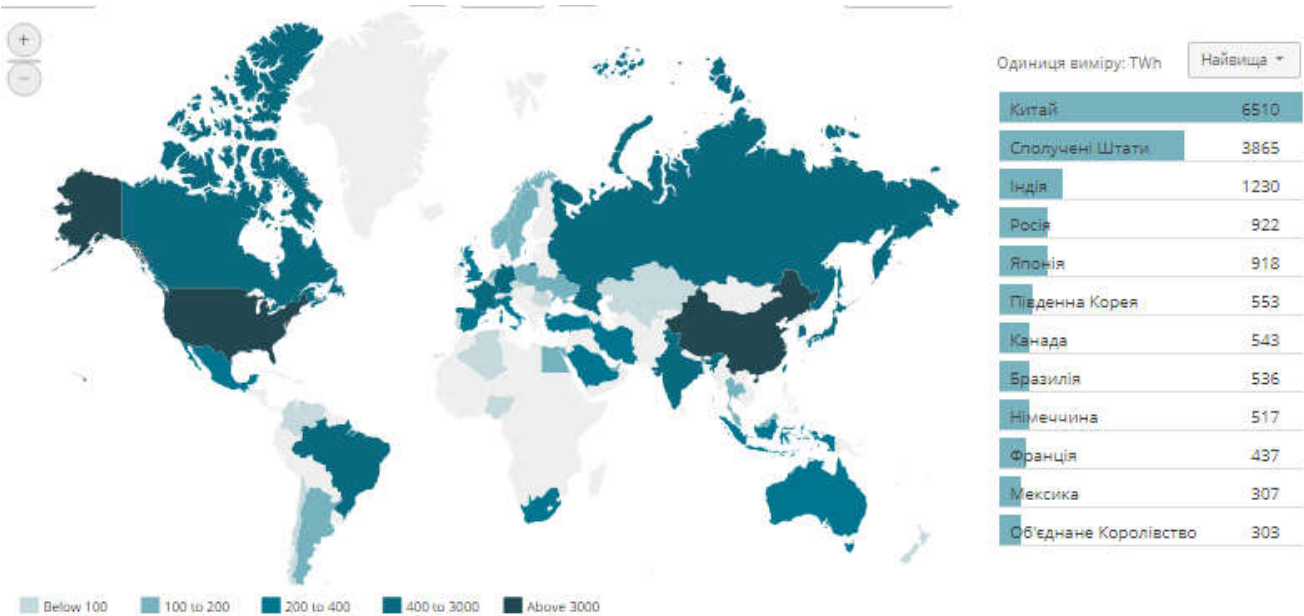 +
−
Одиниця виміру: TWh
Найвища
Китай 6510
Сполучені Штати 3865
Індія 1230
Росія 922
Японія 918
Південна Корея 553
Канада 543
Бразилія 536
Німеччина 517
Франція 437
Мексика 307
Об'єднане Королівство 303
Below 100 100 to 200 200 to 400 400 to 3000 Above 3000